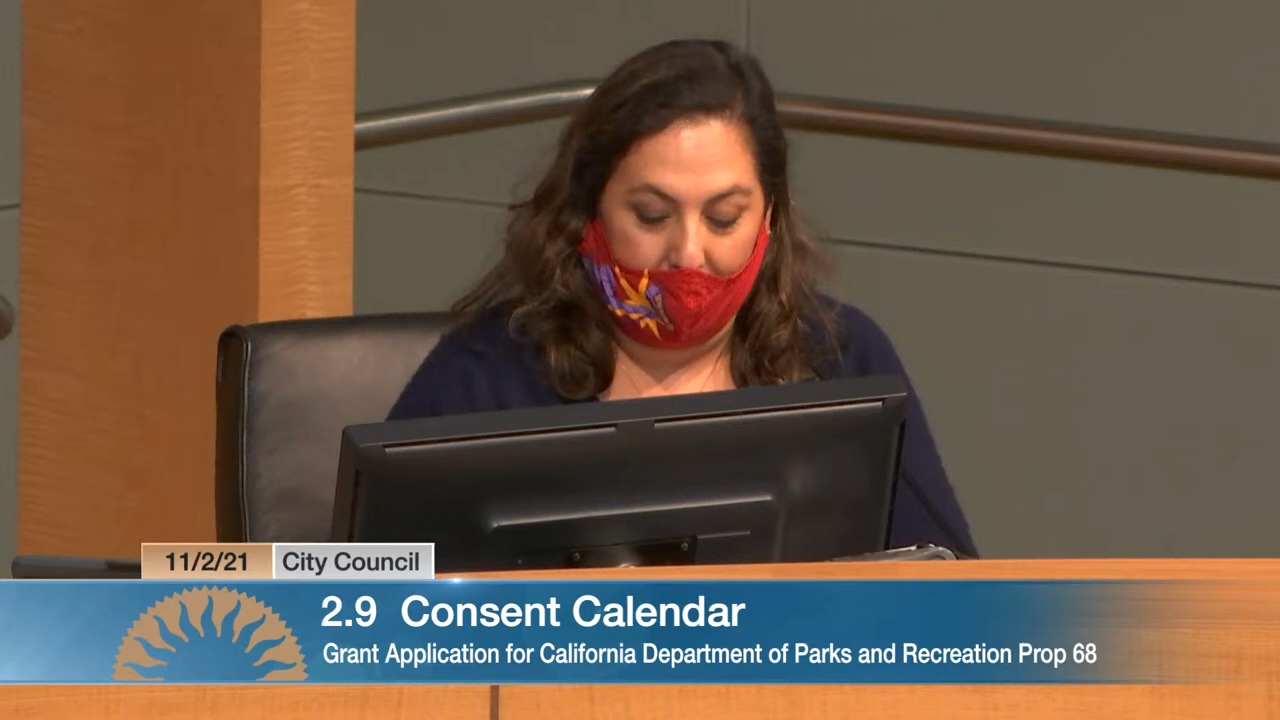 11/2/21 City Council
2.9 Consent Calendar
Grant Application for California Department of Parks and Recreation Prop 68